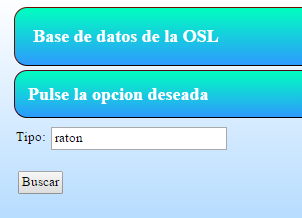 Base de datos de la OSL
Pulse la opcion deseada
Tipo: raton
Buscar